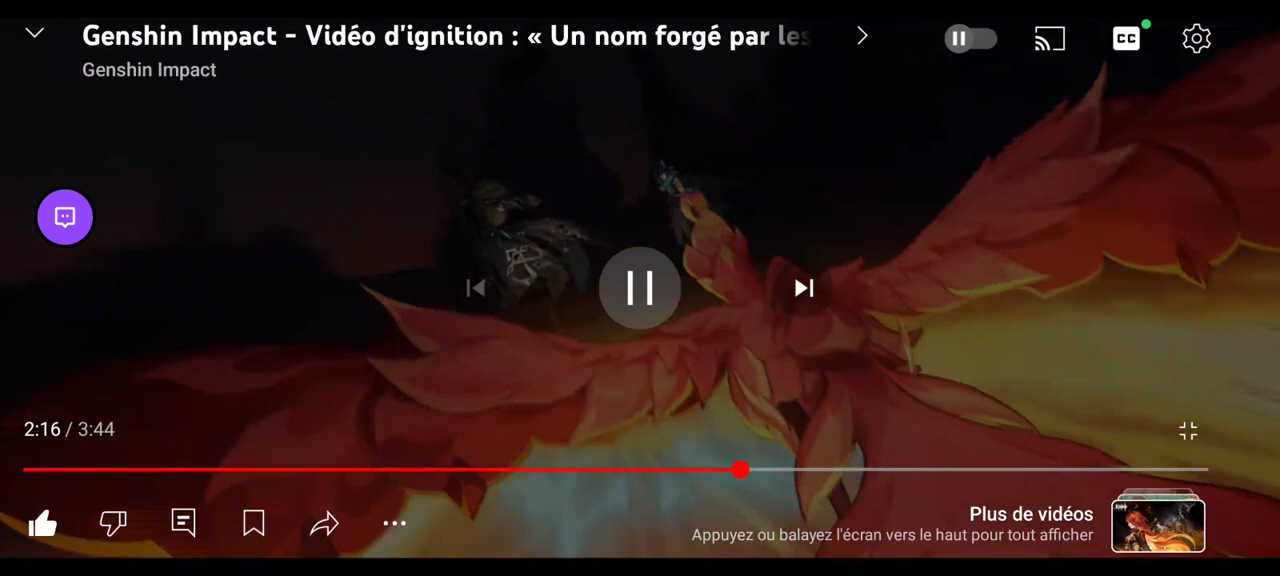 Genshin Impact - Vidéo d'ignition : « Un nom forgé par les
Genshin Impact
CC
2:16 / 3:44
Plus de vidéos
Appuyez ou balayez l'écran vers le haut pour tout afficher